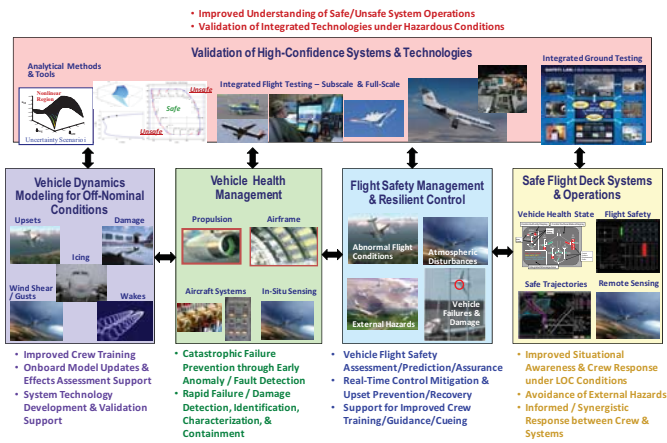 • Improved Understanding of Safe/Unsafe System Operations
• Validation of Integrated Technologies under Hazardous Conditions
Validation of High-Confidence Systems & Technologies
Analytical Methods
& Tools
Nonlinear
Region
Uncertainty Scenario i
Unsafe
Safe
Unsafe
Integrated Flight Testing – Subscale & Full-Scale
Integrated Ground Testing
Vehicle Dynamics
Modeling for Off-Nominal
Conditions
Upsets
Damage
Icing
Wind Shear
/ Gusts
Wakes
Vehicle Health
Management
Propulsion
Airframe
Aircraft Systems
In-Situ Sensing
Flight Safety Management
& Resilient Control
Abnormal Flight
Conditions
Atmospheric
Disturbances
External Hazards
Vehicle
Failures &
Damage
Safe Flight Deck Systems
& Operations
Vehicle Health State
Flight Safety
Safe Trajectories
Remote Sensing
• Improved Crew Training
• Onboard Model Updates &
Effects Assessment Support
• System Technology
Development & Validation
Support
• Catastrophic Failure
Prevention through Early
Anomaly / Fault Detection
• Rapid Failure / Damage
Detection, Identification,
Characterization, &
Containment
• Vehicle Flight Safety
Assessment/Prediction/Assurance
• Real-Time Control Mitigation &
Upset Prevention/Recovery
• Support for Improved Crew
Training/Guidance/Cueing
• Improved Situational
Awareness & Crew Response
under LOC Conditions
• Avoidance of External Hazards
• Informed / Synergistic
Response between Crew &
Systems